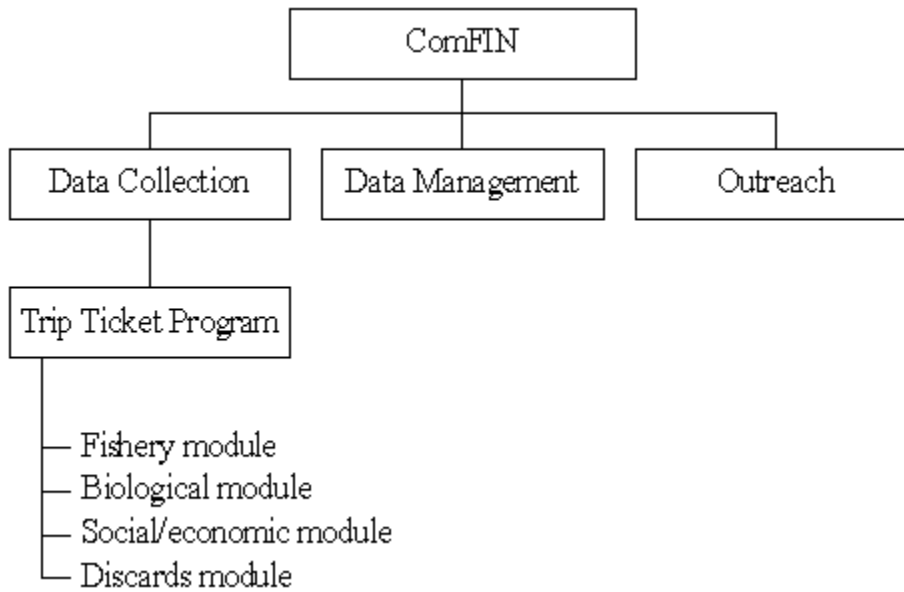 ComFIN
Data Collection
Data Management
Outreach
Trip Ticket Program
Fishery module
Biological module
Social/economic module
Discards module